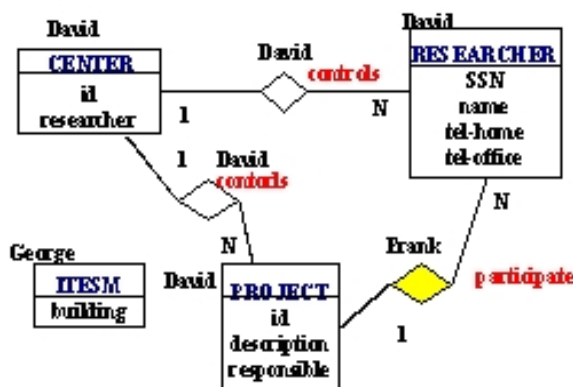 David
CENTER
id
researcher
David
controls
1
N
David
RESEARCHER
SSN
name
tel-home
tel-office
1
David
contorls
N
N
Frank
participate
1
George
ITESM
building
David
PROJECT
id
description
responsible